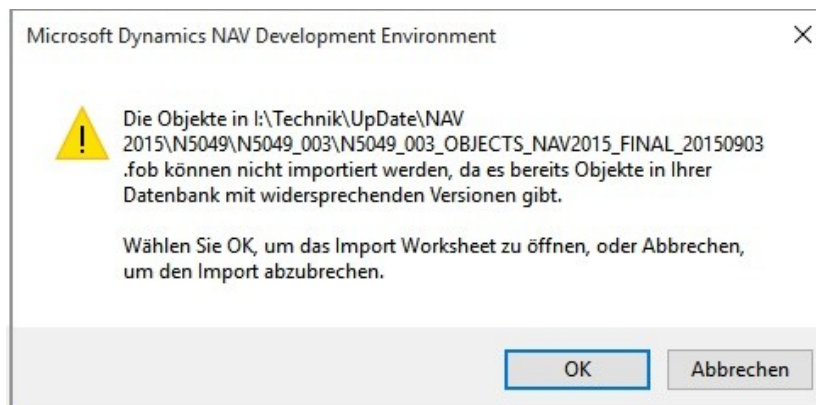 Microsoft Dynamics NAV Development Environment
Die Objekte in I:\Technik\UpDate\NAV
2015\N5049\N5049_003\N5049_003_OBJECTS_NAV2015_FINAL_20150903
.fob können nicht importiert werden, da es bereits Objekte in Ihrer
Datenbank mit widersprechenden Versionen gibt.
Wählen Sie OK, um das Import Worksheet zu öffnen, oder Abbrechen,
um den Import abzubrechen.
OK
Abbrechen